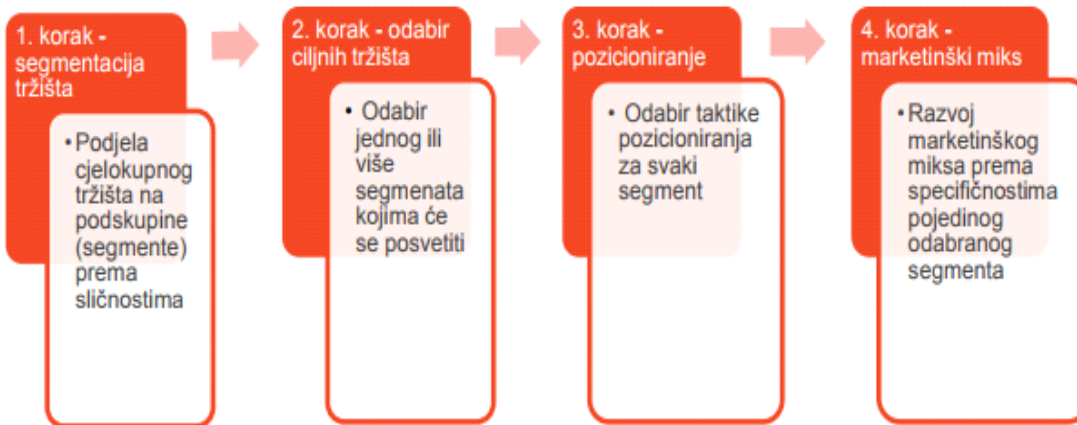 1. korak -
segmentacija
tržišta
•Podjela
cjelokupnog
tržišta na
podskupine
(segmente)
prema
sličnostima
2. korak - odabir
ciljnih tržišta
• Odabir
jednog ili
više
segmenata
kojima će
se posvetiti
3. korak -
pozicioniranje
• Odabir taktike
pozicioniranja
za svaki
segment
4. korak -
marketinški miks
•Razvoj
marketinškog
miksa prema
specifičnostima
pojedinog
odabranog
segmenta